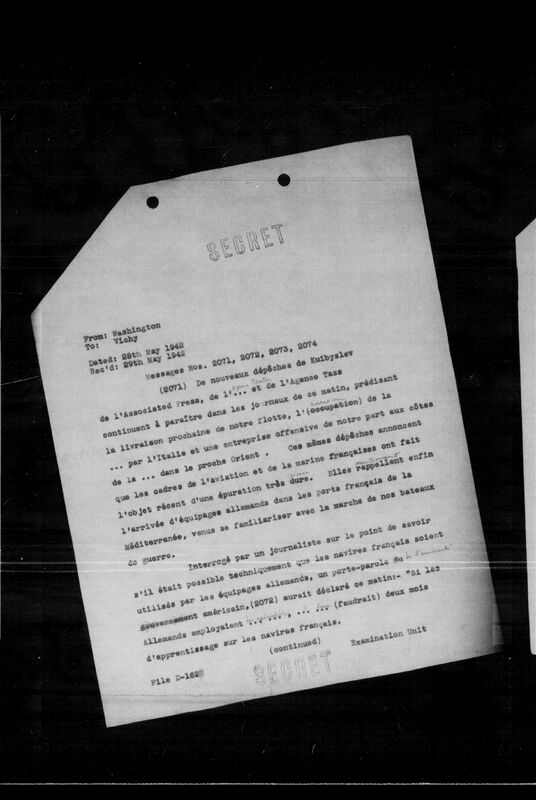 SECRET
From: Washington
To: Vichy
Dated: 28th May 1942
Rec'd: 29th May 1942
Messages Nos. 2071, 2072, 2073, 2074
(2071) De nouveaux dépêches de Kuibyslev
de l'Associated Press, de l'... et de l'Agence Tass
continuent à paraître dans les journaux de ce matin, prédisant
la livraison prochaine de notre flotte, l'(occupation) de la
... par l'Italie et une entreprise offensive de notre part aux côtes
de la ... dans le proche Orient . Ces mêmes dépêches annoncent
que les cadres de l'aviation et de la marine françaises ont fait
l'objet récent d'une épuration très dure. Elles rappellent enfin
l'arrivée d'équipages allemands dans les ports français de la
Méditerranée, venus se familiariser avec la marche de nos bateaux
de guerre.
Interrogé par un journaliste sur le point de savoir
s'il était possible techniquement que les navires français soient
utilisés par les équipages allemands, un porte-parole du
gouvernement américain,(2072) aurait déclaré ce matin:- "Si les
Allemands employaient ... , ... (faudrait) deux mois
d'apprentissage sur les navires français.
(continued)
Examination Unit
File D-162
SECRET